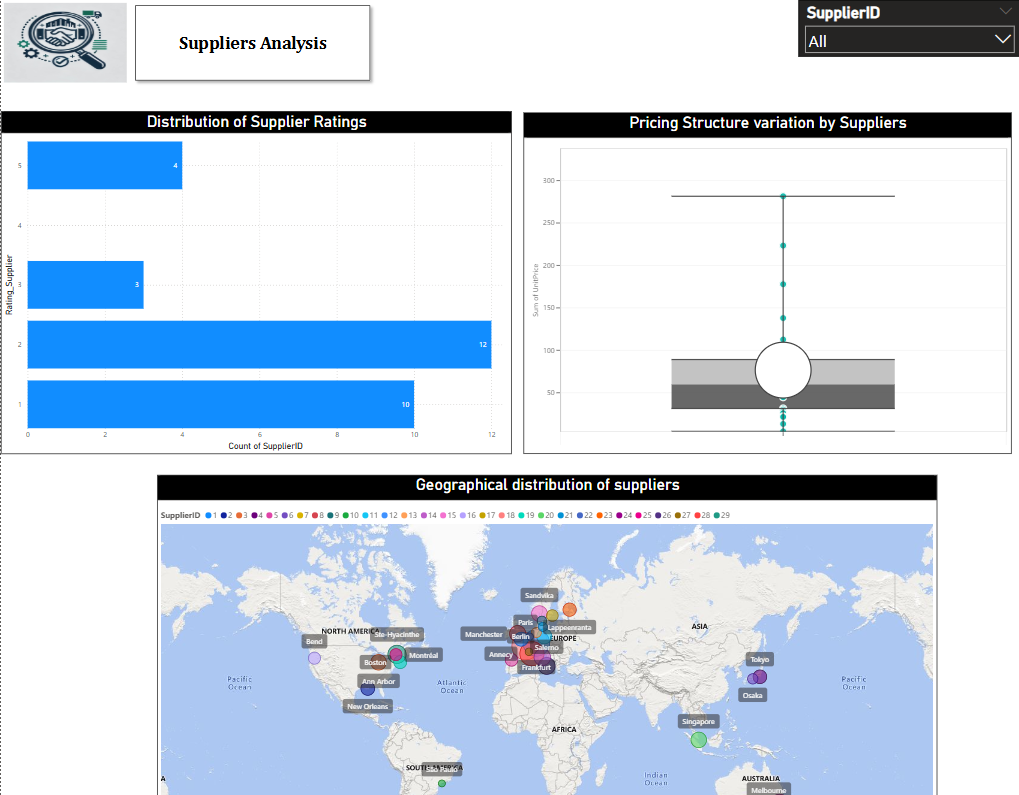 Suppliers Analysis
SupplierID
All
Distribution of Supplier Ratings
Rating_Supplier
5
4
3
2
1
4
3
12
10
0 2 4 6 8 10 12
Count of SupplierID
Pricing Structure variation by Suppliers
Sum of UnitPrice
300
250
200
150
100
50
Geographical distribution of suppliers
SupplierID 1 2 3 4 5 6 7 8 9 10 11 12 13 14 15 16 17 18 19 20 21 22 23 24 25 26 27 28 29
Sandvika
Paris
Lappeenranta
Manchester
Berlin
EUROPE
ASIA
NORTH AMERICA
Ste-Hyacinthe
Bend
Salerno
Annecy
Montréal
Boston
Frankfurt
Tokyo
Ann Arbor
Pacific
Ocean
Atlantic
Ocean
Pacific
Ocean
Osaka
New Orleans
Singapore
AFRICA
São Paulo
Indian
Ocean
AUSTRALIA
Melbourne
A